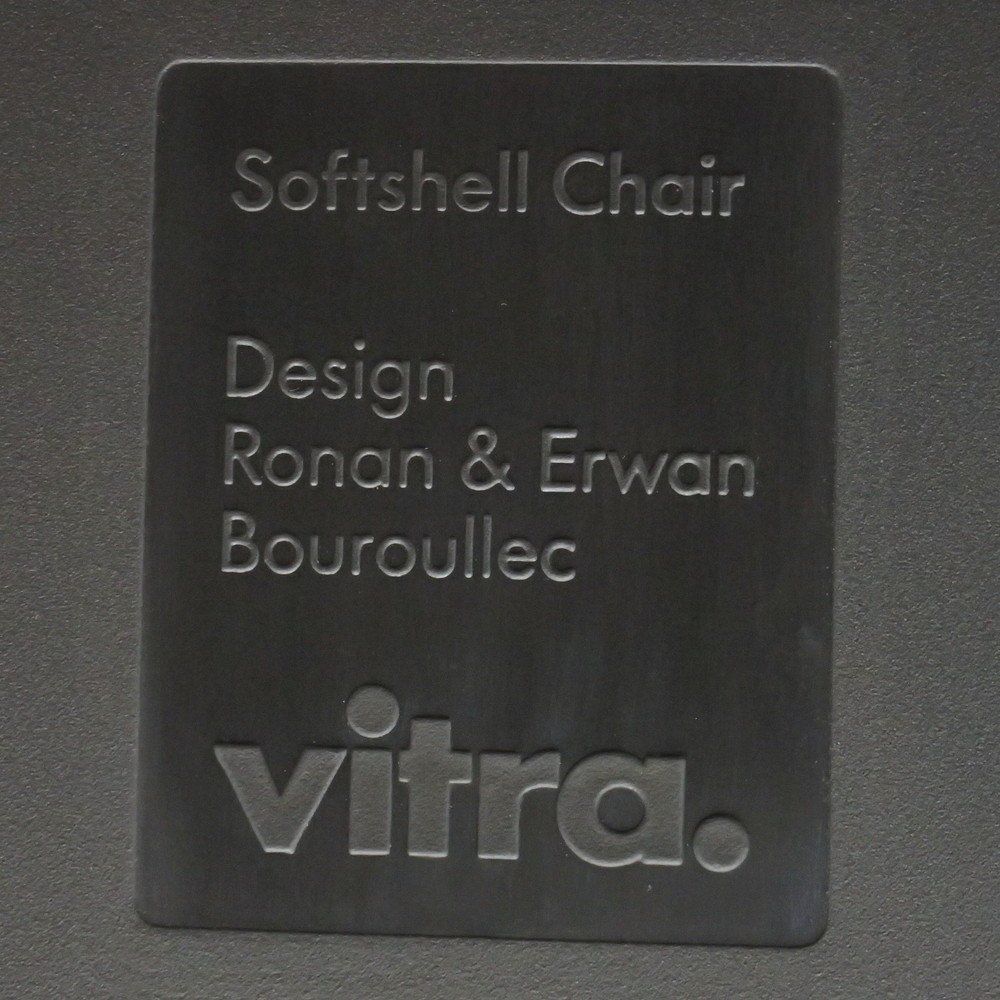 Softshell Chair
Design
Ronan & Erwan
Bouroullec
vitra.